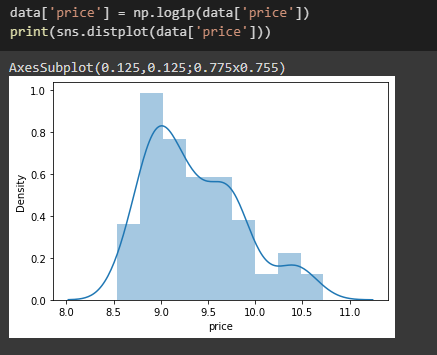 data['price'] = np.log1p(data['price'])
print(sns.distplot(data['price']))
AxesSubplot(0.125,0.125;0.775x0.755)
1.0
0.8
0.6
0.4
0.2
0.0
Density
8.0 8.5 9.0 9.5 10.0 10.5 11.0
price